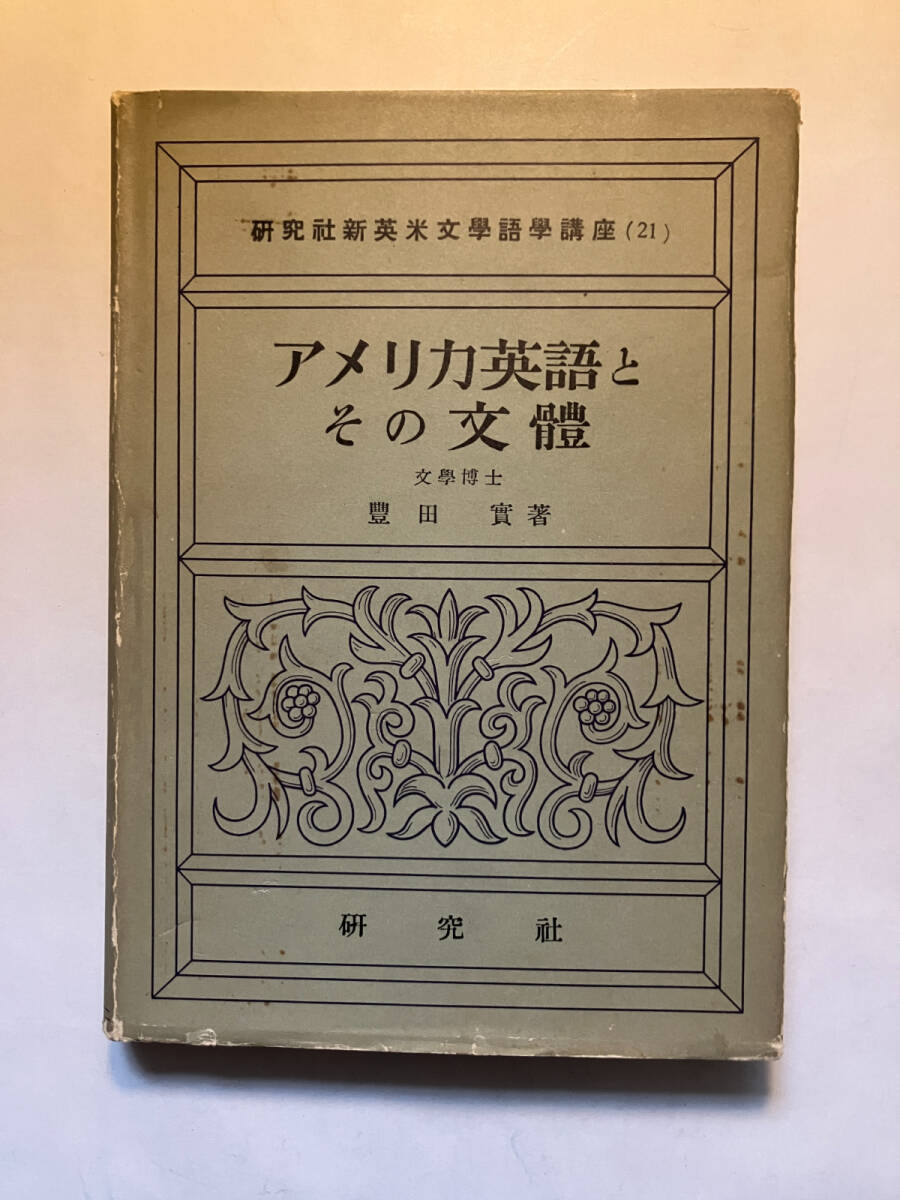 研究社新英米文學語學講座(21)
アメリカ英語と
その文體
文學博士
豐田 實著
研究社